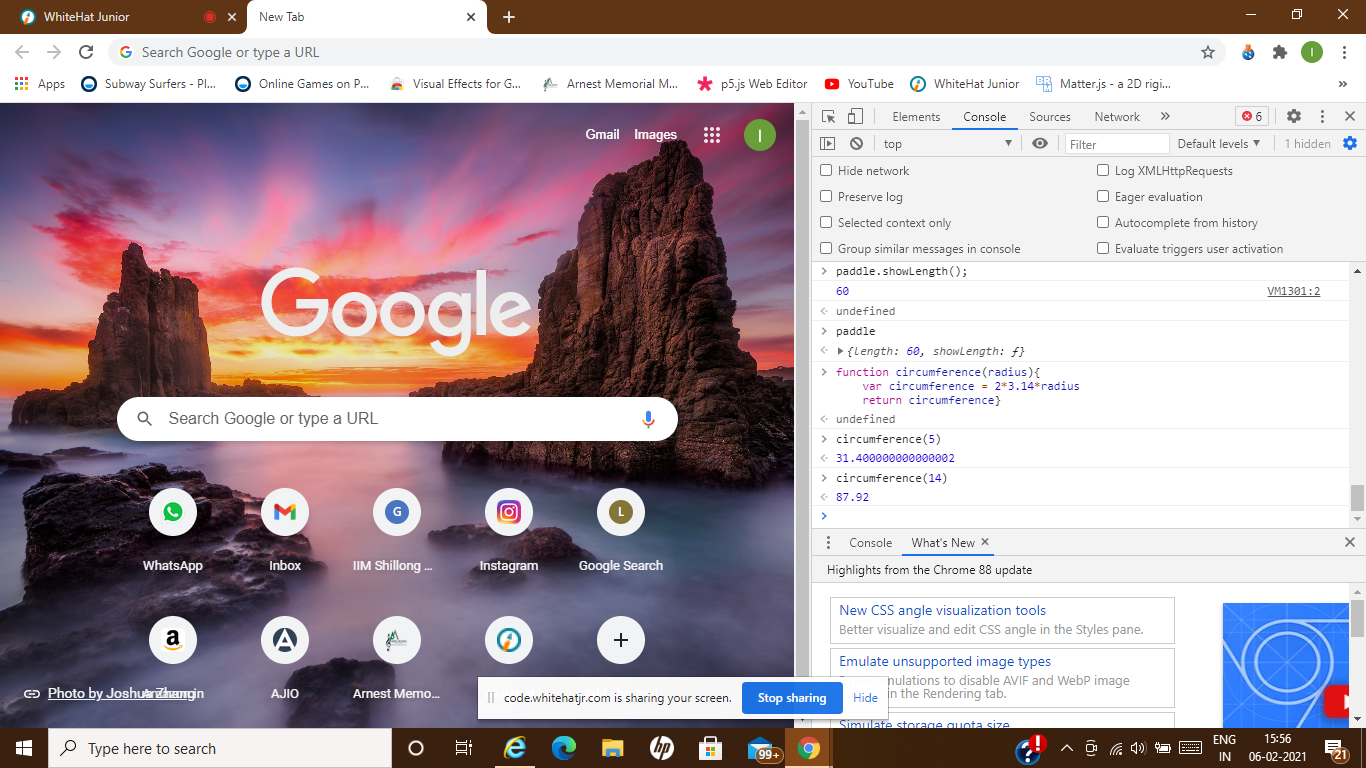 WhiteHat Junior
New Tab
Search Google or type a URL
I
Apps
Subway Surfers - Pl...
Online Games on P...
Visual Effects for G...
Arnest Memorial M...
p5.js Web Editor
YouTube
WhiteHat Junior
Matter.js - a 2D rigi...
»
Gmail
Images
I
Google
Search Google or type a URL
WhatsApp
Inbox
G
IIM Shillong ...
Instagram
L
Google Search
AJIO
Arnest Memo...
Photo by Joshua Zhang
Elements
Console
Sources
Network
»
6
top
Filter
Default levels ▼
1 hidden
Hide network
Log XMLHttpRequests
Preserve log
Eager evaluation
Selected context only
Autocomplete from history
Group similar messages in console
Evaluate triggers user activation
paddle.showLength();
60
VM1301:2
undefined
paddle
{length: 60, showLength: ƒ}
function circumference(radius){
var circumference = 2*3.14*radius
return circumference}
undefined
circumference(5)
31.400000000000002
circumference(14)
87.92
Console
What's New
Highlights from the Chrome 88 update
New CSS angle visualization tools
Better visualize and edit CSS angle in the Styles pane.
Emulate unsupported image types
to disable AVIF and WebP image
in the Rendering tab.
Simulate storage quota size
code.whitehatjr.com is sharing your screen.
Stop sharing
Hide
Type here to search
99+
ENG
IN
15:56
06-02-2021
21